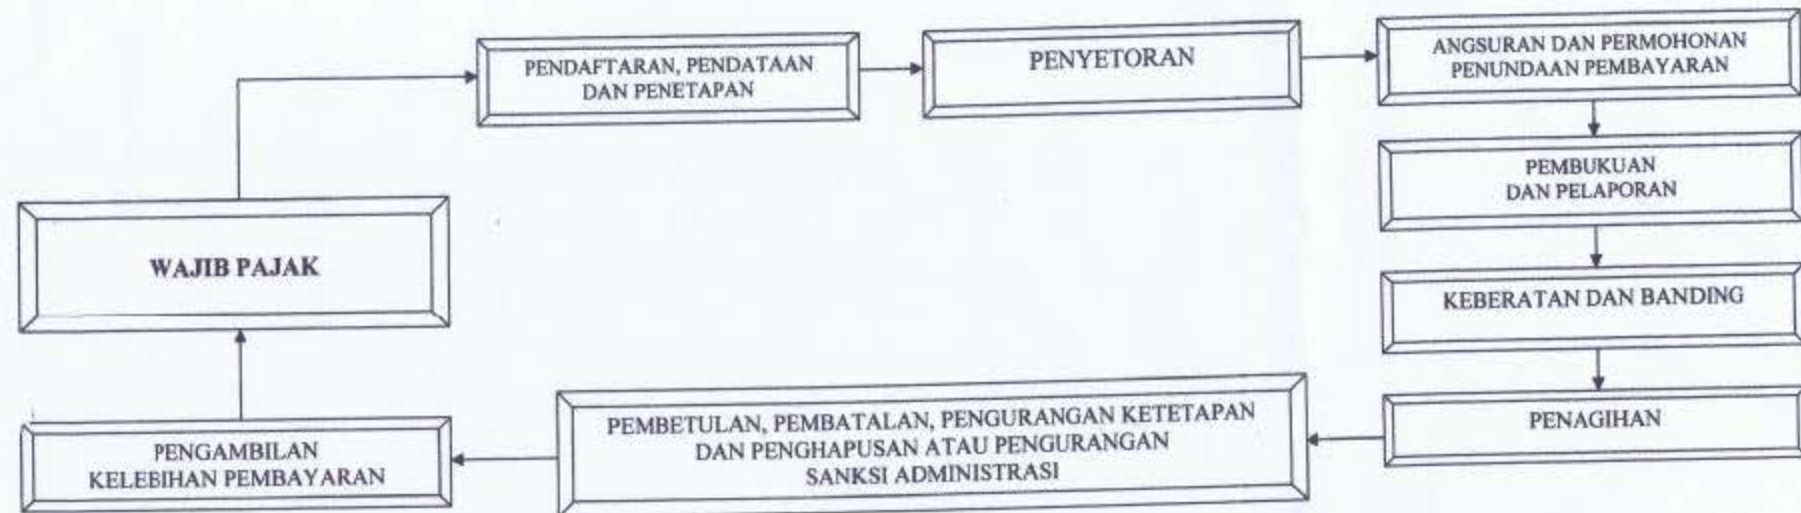 PENDAFTARAN, PENDATAAN
DAN PENETAPAN
PENYETORAN
ANGSURAN DAN PERMOHONAN
PENUNDAAN PEMBAYARAN
PEMBUKUAN
DAN PELAPORAN
WAJIB PAJAK
KEBERATAN DAN BANDING
PENAGIHAN
PEMBETULAN, PEMBATALAN, PENGURANGAN KETETAPAN
DAN PENGHAPUSAN ATAU PENGURANGAN
SANKSI ADMINISTRASI
PENGAMBILAN
KELEBIHAN PEMBAYARAN